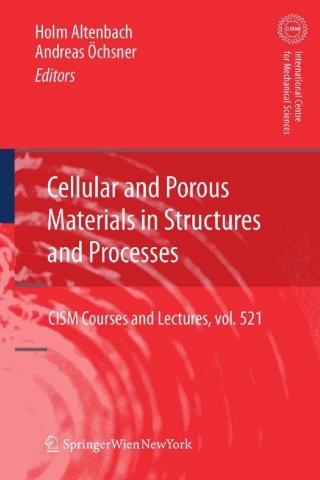 Holm Altenbach
Andreas Öchsner
Editors
CISM
International Centre
for Mechanical Sciences
Cellular and Porous
Materials in Structures
and Processes
CISM Courses and Lectures, vol. 521
SpringerWienNewYork